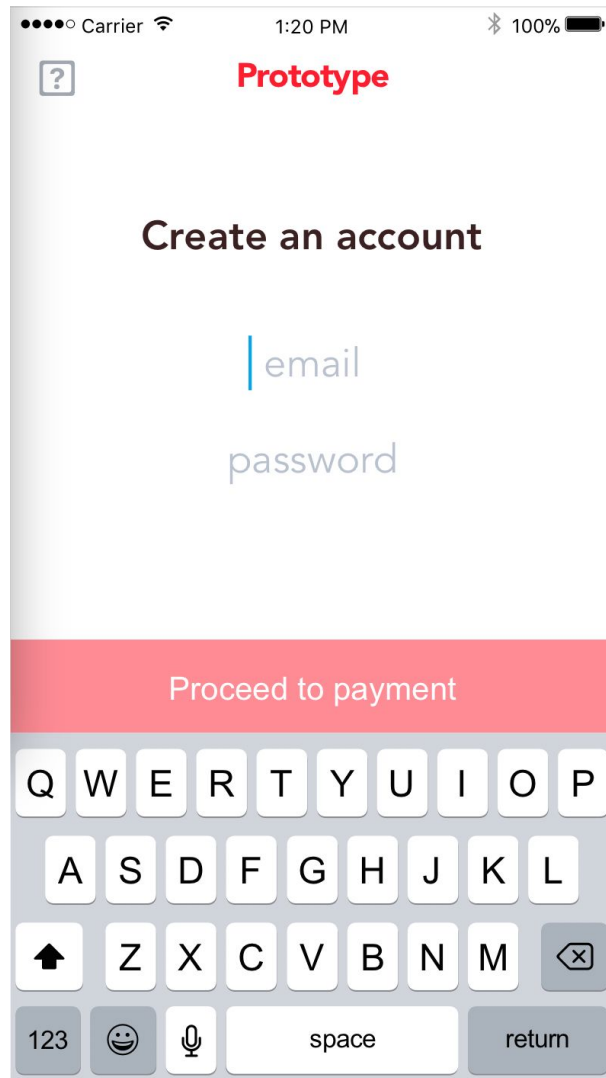 Carrier 1:20 PM 100%
? Prototype
Create an account
email
password
Proceed to payment
Q W E R T Y U I O P
A S D F G H J K L
Z X C V B N M
123 space return